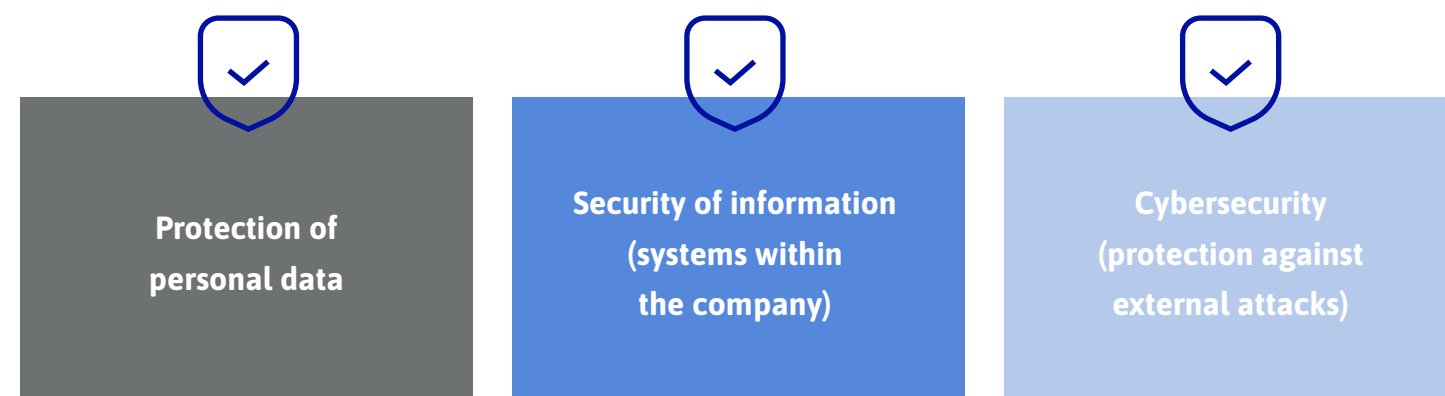 Protection of
personal data
Security of information
(systems within
the company)
Cybersecurity
(protection against
external attacks)